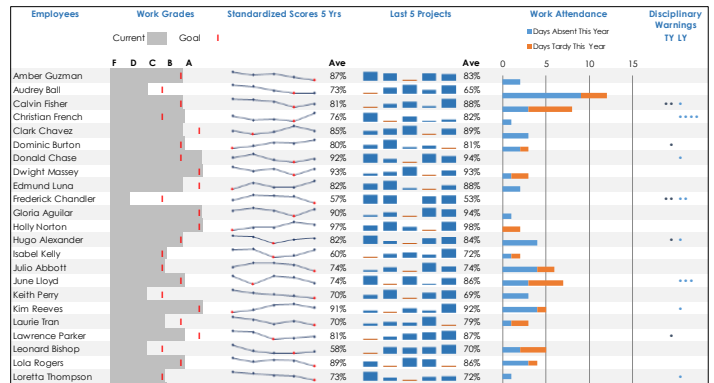 Employees Work Grades Standardized Scores 5 Yrs Last 5 Projects Work Attendance Disciplinary Warnings
Current Goal Days Absent This Year TY LY
Days Tardy This Year
F D C B A Ave Ave 0 5 10 15
Amber Guzman 87% 83%
Audrey Ball 73% 65%
Calvin Fisher 81% 88%
Christian French 76% 82%
Clark Chavez 85% 89%
Dominic Burton 80% 81%
Donald Chase 92% 94%
Dwight Massey 93% 93%
Edmund Luna 82% 88%
Frederick Chandler 57% 53%
Gloria Aguilar 90% 94%
Holly Norton 97% 98%
Hugo Alexander 82% 84%
Isabel Kelly 60% 72%
Julio Abbott 74% 74%
June Lloyd 74% 86%
Keith Perry 70% 69%
Kim Reeves 91% 92%
Laurie Tran 70% 79%
Lawrence Parker 81% 87%
Leonard Bishop 58% 70%
Lola Rogers 89% 86%
Loretta Thompson 73% 72%